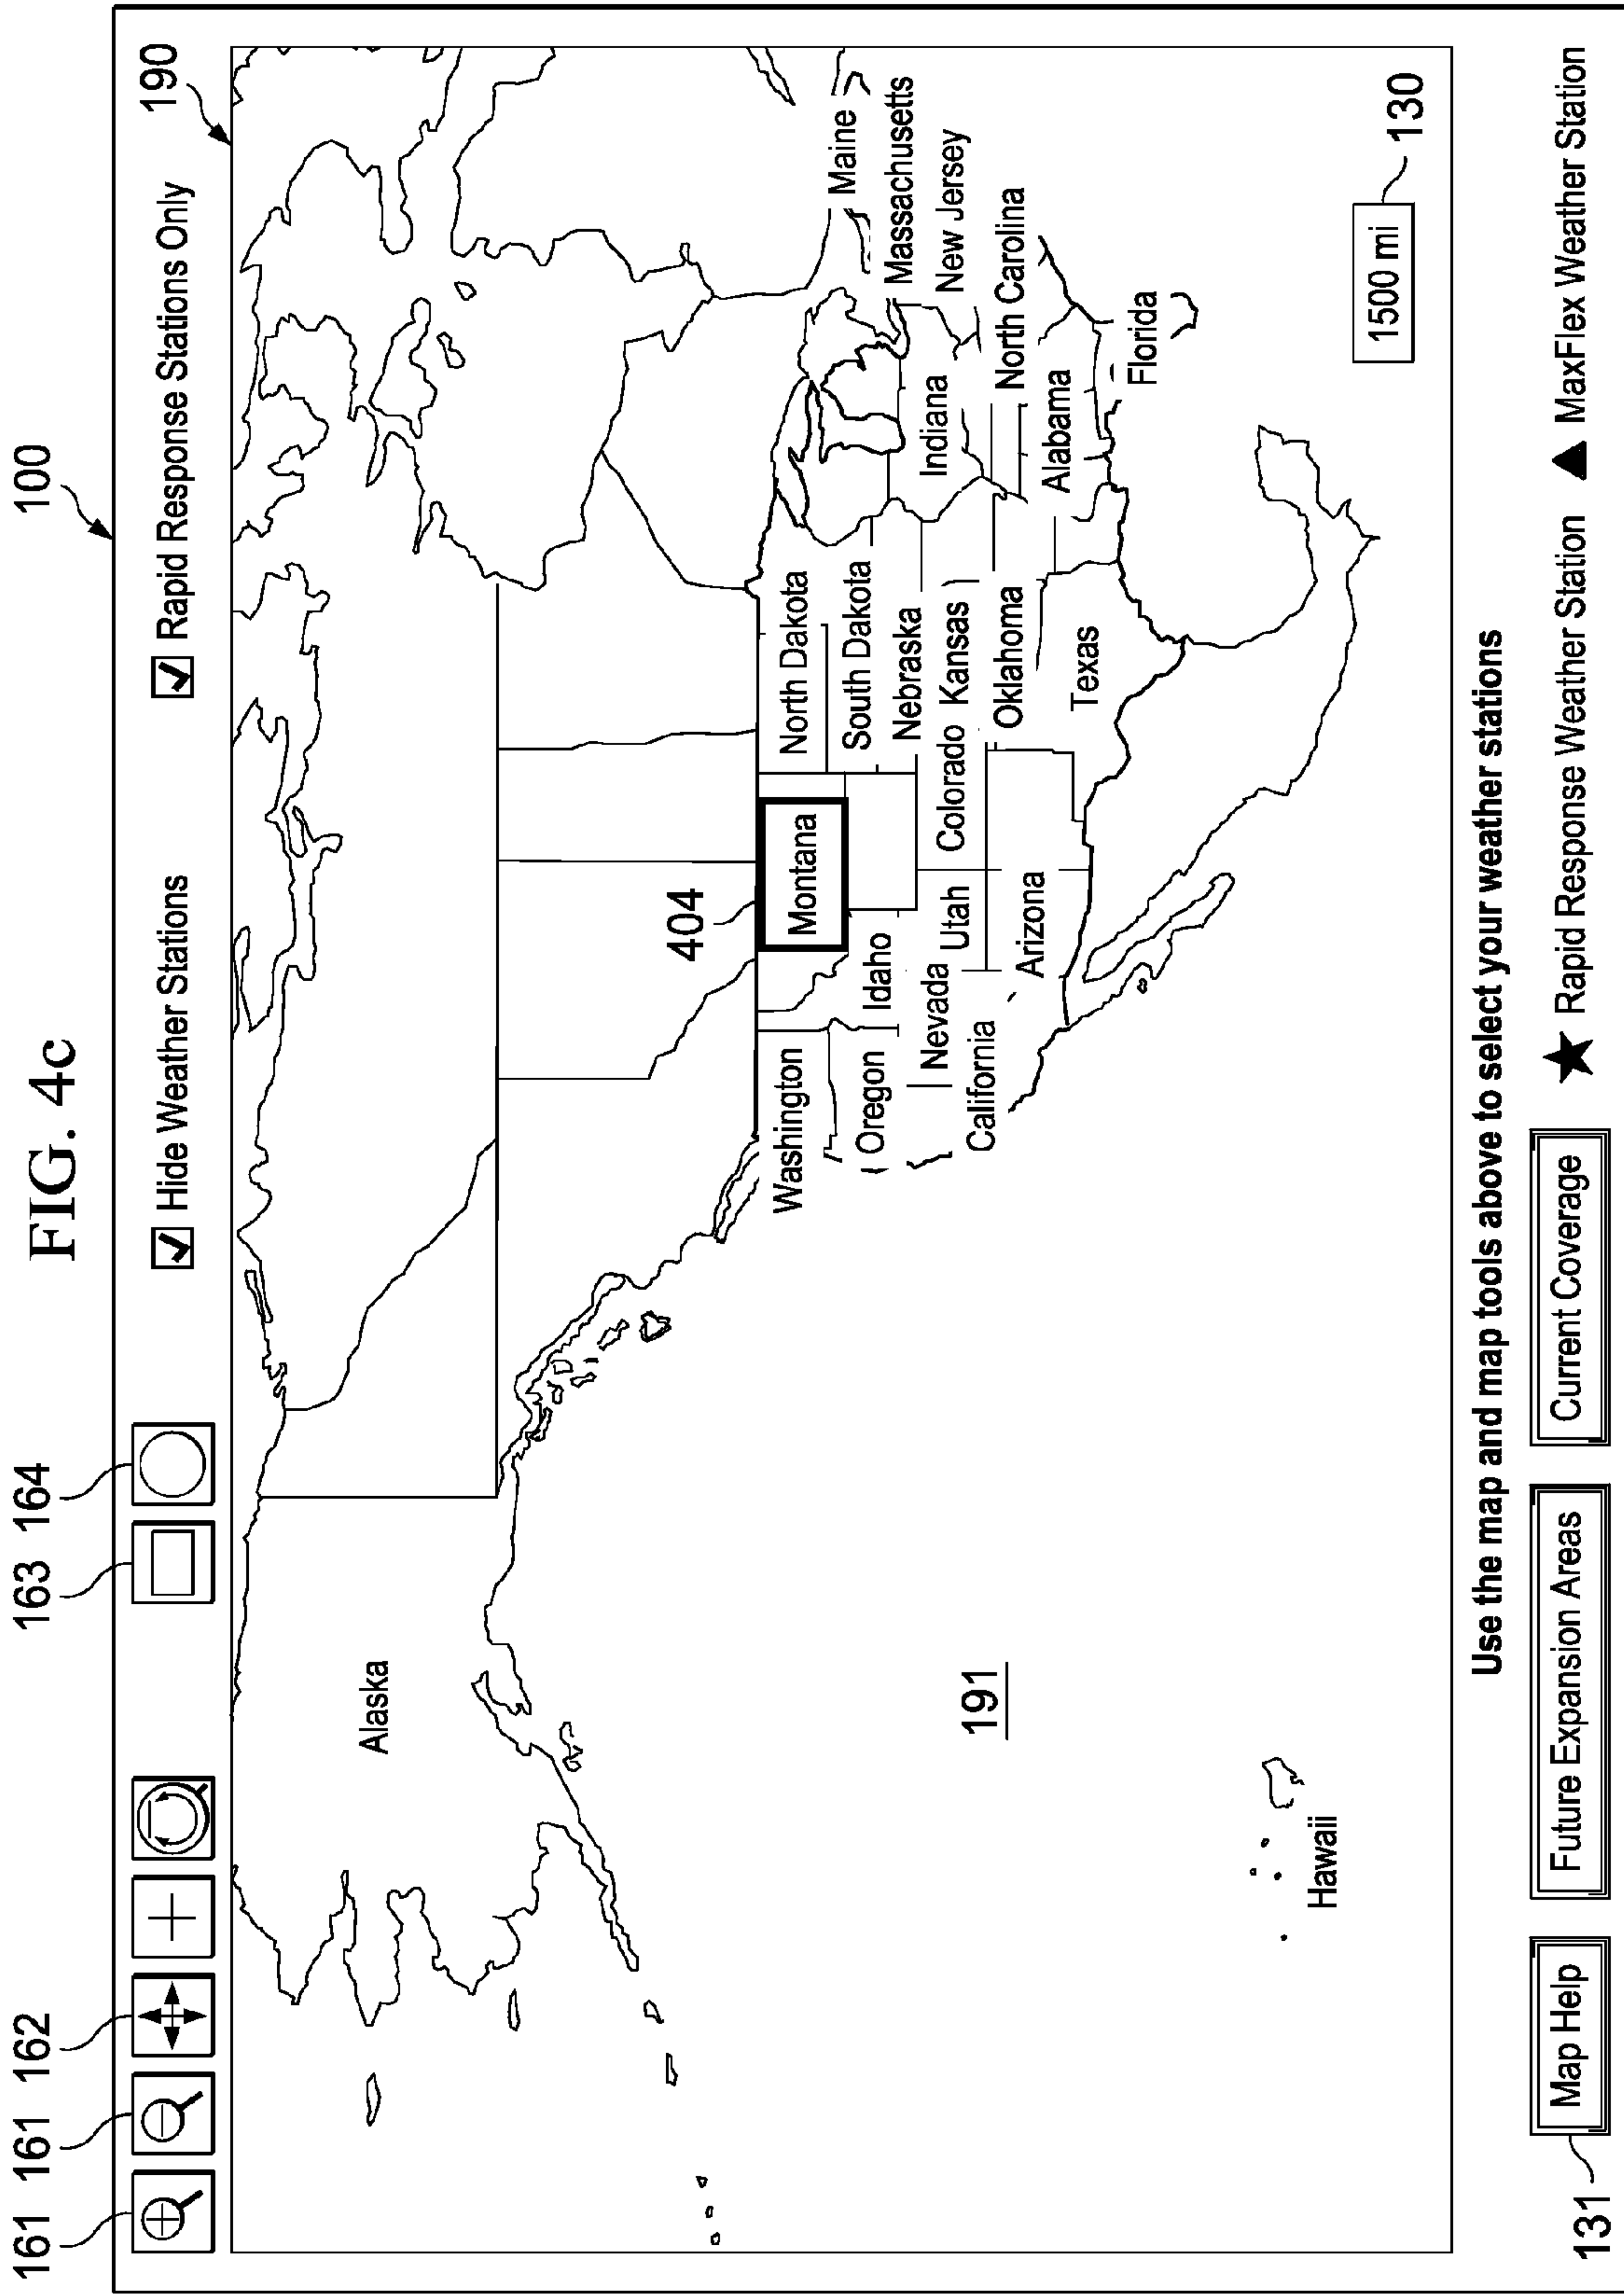 FIG. 4c
100
161
161
162
163
164
Hide Weather Stations
Rapid Response Stations Only
190
Alaska
404
Montana
North Dakota
Washington
Maine
Idaho
South Dakota
Oregon
Massachusetts
Nebraska
Nevada
Indiana
New Jersey
Utah
Colorado
Kansas
California
191
Oklahoma
North Carolina
Arizona
Alabama
Texas
Florida
Hawaii
1500 mi
130
Use the map and map tools above to select your weather stations
131
Map Help
Future Expansion Areas
Current Coverage
Rapid Response Weather Station
MaxFlex Weather Station